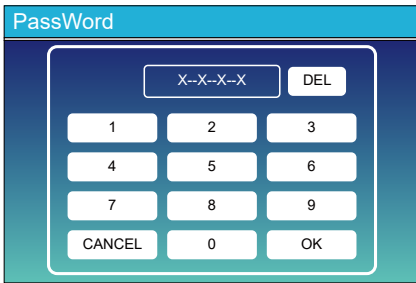 PassWord
X--X--X--X DEL
1 2 3
4 5 6
7 8 9
CANCEL 0 OK